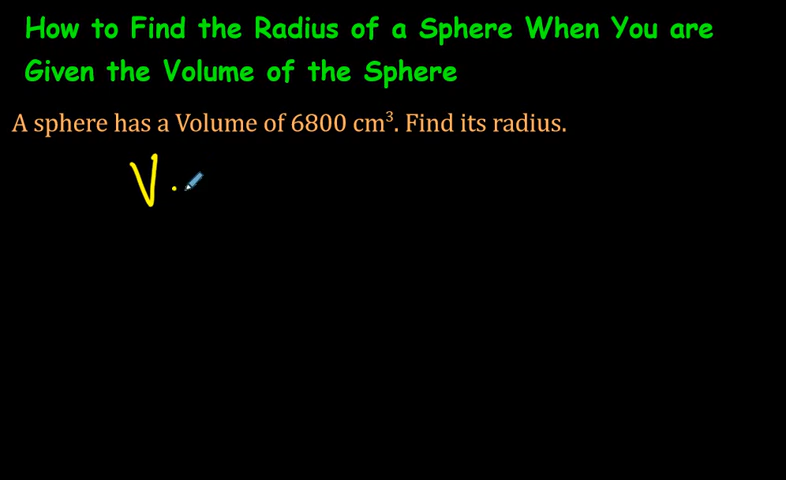 How to Find the Radius of a Sphere When You are
Given the Volume of the Sphere
A sphere has a Volume of 6800 cm³. Find its radius.
V